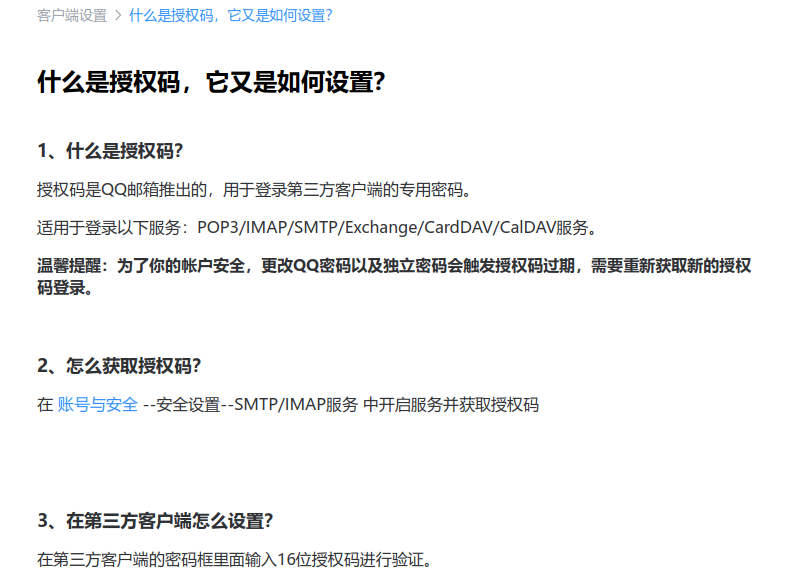 客户端设置 > 什么是授权码，它又是如何设置？
什么是授权码，它又是如何设置？
1、什么是授权码？
授权码是QQ邮箱推出的，用于登录第三方客户端的专用密码。
适用于登录以下服务：POP3/IMAP/SMTP/Exchange/CardDAV/CalDAV服务。
温馨提醒：为了你的帐户安全，更改QQ密码以及独立密码会触发授权码过期，需要重新获取新的授权
码登录。
2、怎么获取授权码？
在 账号与安全 --安全设置--SMTP/IMAP服务 中开启服务并获取授权码
3、在第三方客户端怎么设置？
在第三方客户端的密码框里面输入16位授权码进行验证。